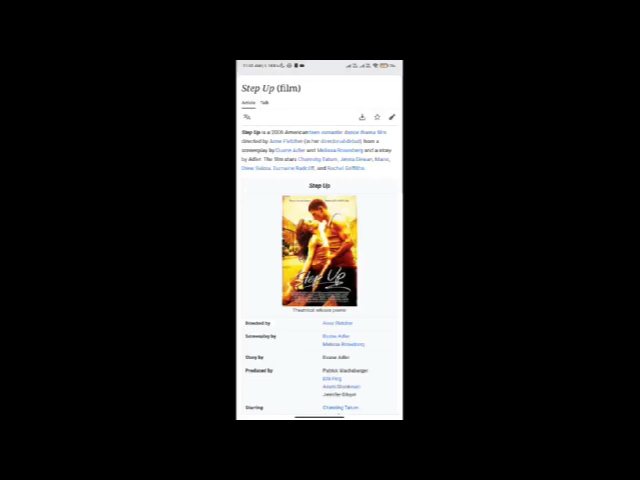 Step Up (film)
Article Talk
Step Up is a 2006 American teen romantic dance drama film
directed by Anne Fletcher (in her directorial debut) from a
screenplay by Duane Adler and Melissa Rosenberg and a story
by Adler. The film stars Channing Tatum, Jenna Dewan, Mario,
Drew Sidora, Damaine Radcliff, and Rachel Griffiths.
Step Up
Step Up
Theatrical release poster
Directed by Anne Fletcher
Screenplay by Duane Adler
Melissa Rosenberg
Story by Duane Adler
Produced by Patrick Wachsberger
Erik Feig
Adam Shankman
Jennifer Gibgot
Starring Channing Tatum